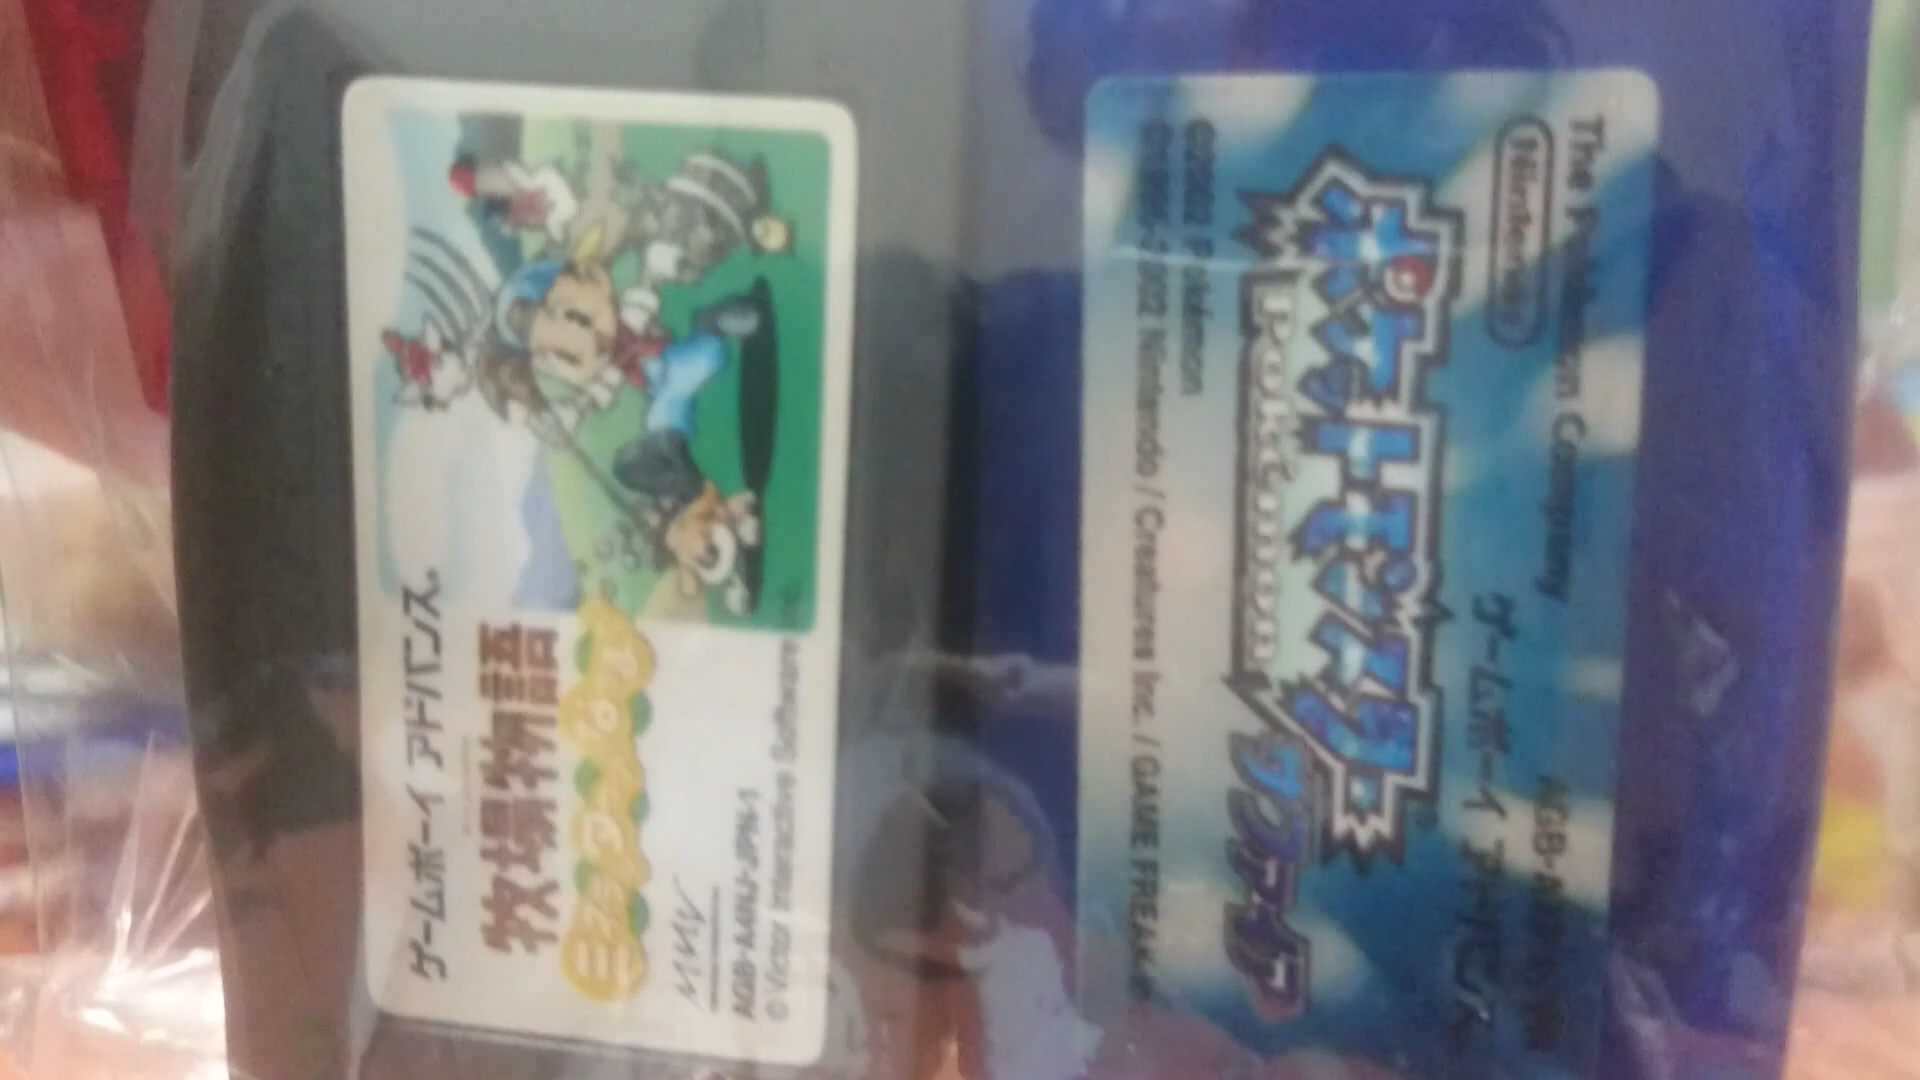 ゲームボーイ アドバンス
牧場物語
ミネラルタウンのなかまたち
AGB-A4NJ-JPN-1
© Victor Interactive Software
The Pokémon Company
Nintendo
ゲームボーイ アドバンス
ポケットモンスター
Pokémon
サファイア
©2002 Pokémon
©1995-2002 Nintendo / Creatures Inc. / GAME FREAK